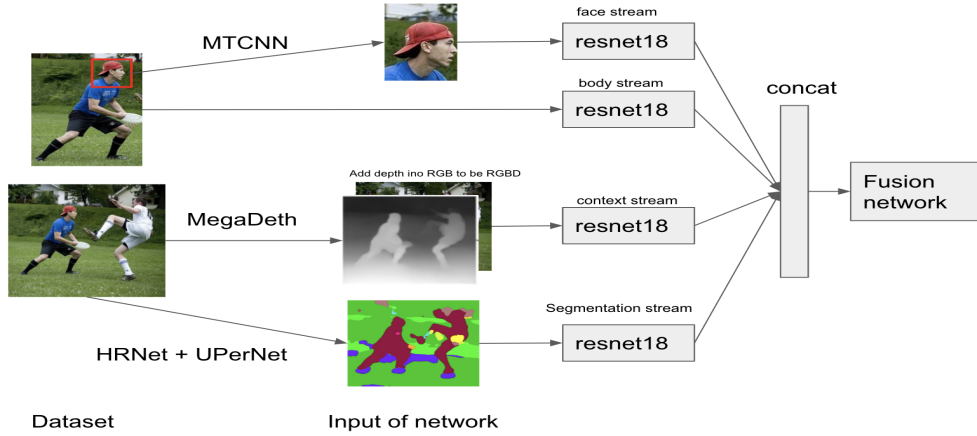 face stream
MTCNN
resnet18
concat
body stream
resnet18
Add depth ino RGB to be RGBD
MegaDeth
context stream
resnet18
Fusion
network
Segmentation stream
resnet18
HRNet + UPerNet
Dataset
Input of network